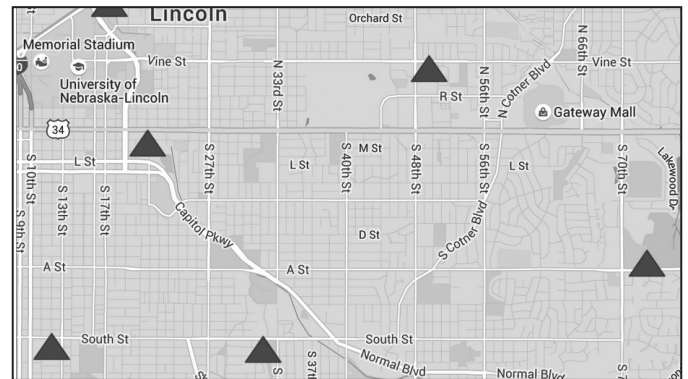 Lincoln
Orchard St
Memorial Stadium
Vine St
Vine St
University of
Nebraska-Lincoln
N 33rd St
N 56th St
N Cotner Blvd
N 66th St
R St
Gateway Mall
34
0
M St
L St
L St
L St
S 10th St
S 13th St
S 17th St
S 27th St
S 40th St
S 48th St
S 56th St
S 70th St
Lakewood Dr
S 9th St
Capitol Pkwy
D St
S Cotner Blvd
A St
A St
South St
South St
S 37th
Normal Blvd
Normal Blvd